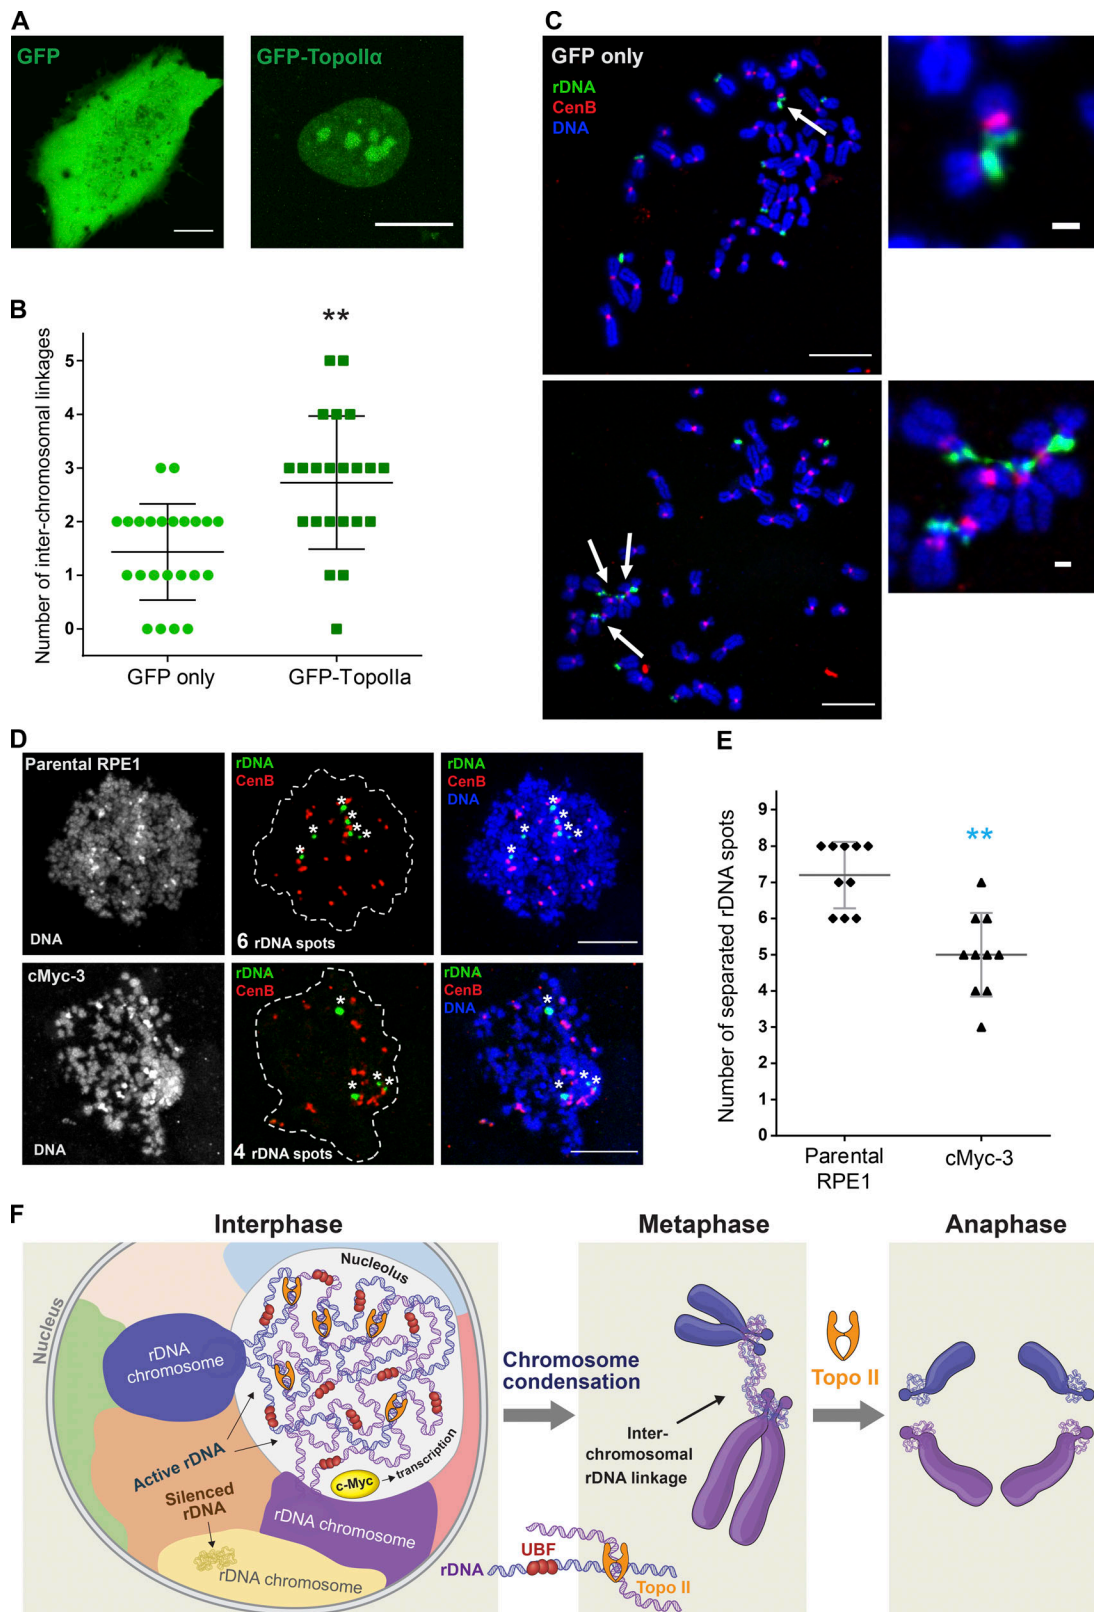 A
GFP
GFP-TopoIIα
B
**
Number of inter-chromosomal linkages
5
4
3
2
1
0
GFP only
GFP-TopoIIa
C
GFP only
rDNA
CenB
DNA
D
Parental RPE1
DNA
rDNA
CenB
*
*
*
*
*
*
6 rDNA spots
rDNA
CenB
DNA
*
*
*
*
*
*
cMyc-3
DNA
rDNA
CenB
*
*
*
*
4 rDNA spots
rDNA
CenB
DNA
*
*
*
*
E
Number of separated rDNA spots
9
8
7
6
5
4
3
2
1
0
**
Parental
RPE1
cMyc-3
F
Interphase
Metaphase
Anaphase
Nucleus
Nucleolus
rDNA
chromosome
Active rDNA
Silenced
rDNA
c-Myc
transcription
rDNA chromosome
rDNA chromosome
Chromosome
condensation
Inter-
chromosomal
rDNA linkage
Topo II
rDNA
UBF
Topo II